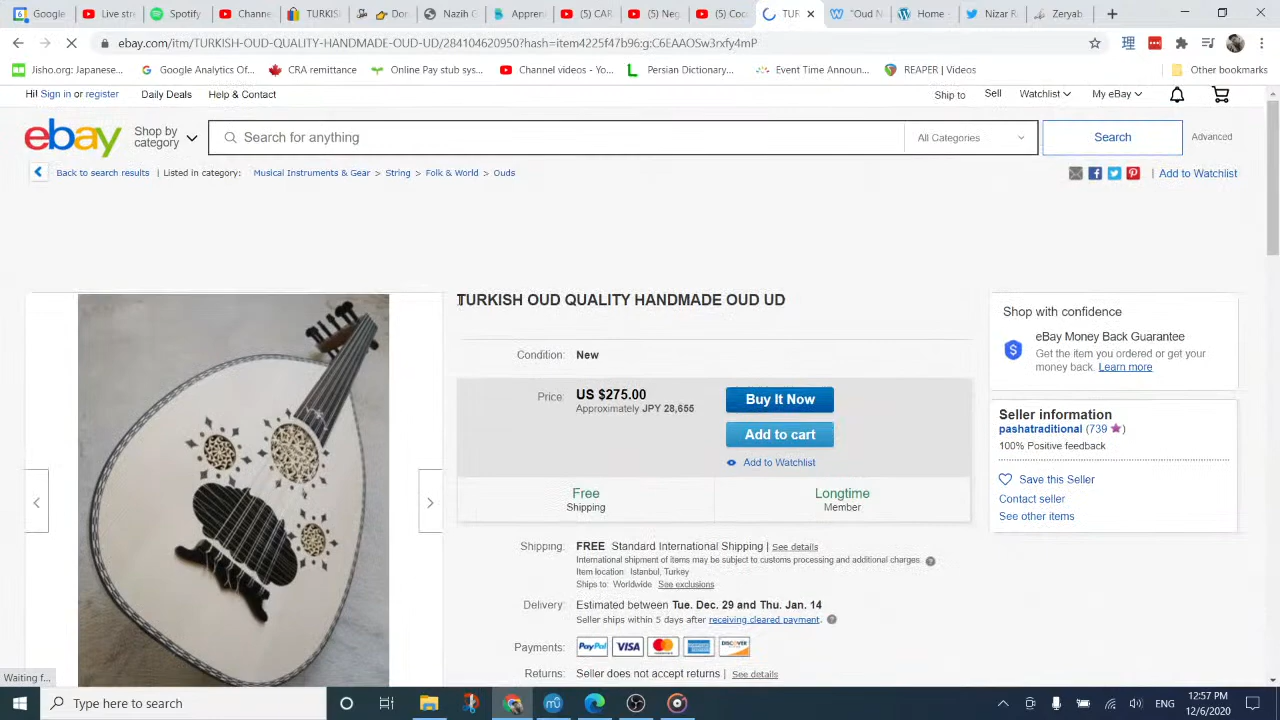 Google
Live stre
Spotif
Channe
TURKIS
Don
Nata
Appren
(5) CAR
(5) Neg
Docu
TUR
"Oud N
Home
Nizar R
Zeryab
ebay.com/itm/TURKISH-OUD-QUALITY-HANDMADE-OUD-UD/284104620950?hash=item4225f47b96:g:C6EAAOSw3rxfy4mP
Jisho.org: Japanese...
Google Analytics Of...
CRA remittance
Online Pay stub sys...
Channel videos - Yo...
Persian Dictionary...
Event Time Announ...
REAPER | Videos
Other bookmarks
Hi! Sign in or register
Daily Deals
Help & Contact
Ship to
Sell
Watchlist
My eBay
ebay
Shop by category
Search for anything
All Categories
Search
Advanced
Back to search results | Listed in category: Musical Instruments & Gear > String > Folk & World > Ouds
| Add to Watchlist
TURKISH OUD QUALITY HANDMADE OUD UD
Condition: New
Price: US $275.00
Approximately JPY 28,655
Buy It Now
Add to cart
Add to Watchlist
Free
Shipping
Longtime
Member
Shipping: FREE Standard International Shipping | See details
International shipment of items may be subject to customs processing and additional charges.
Item location: Istanbul, Turkey
Ships to: Worldwide See exclusions
Delivery: Estimated between Tue. Dec. 29 and Thu. Jan. 14
Seller ships within 5 days after receiving cleared payment.
Payments: PayPal VISA
DISCOVER
Returns: Seller does not accept returns | See details
Shop with confidence
eBay Money Back Guarantee
Get the item you ordered or get your
money back. Learn more
Seller information
pashatraditional (739 )
100% Positive feedback
Save this Seller
Contact seller
See other items
Waiting f...
Type here to search
ENG
12:57 PM
12/6/2020